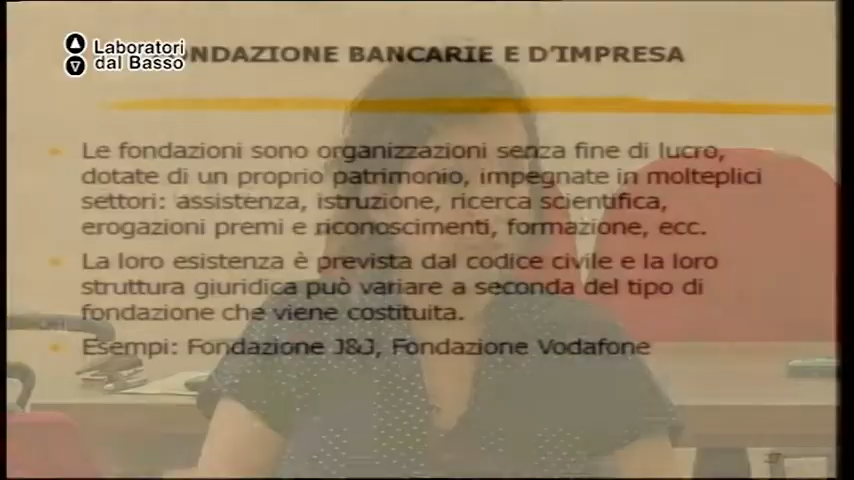 Laboratori
dal Basso
NDAZIONE BANCARIE E D'IMPRESA
Le fondazioni sono organizzazioni senza fine di lucro,
dotate di un proprio patrimonio, impegnate in molteplici
settori: assistenza, istruzione, ricerca scientifica,
erogazioni premi e riconoscimenti, formazione, ecc.
La loro esistenza è prevista dal codice civile e la loro
struttura giuridica può variare a seconda del tipo di
fondazione che viene costituita.
Esempi: Fondazione J&J, Fondazione Vodafone